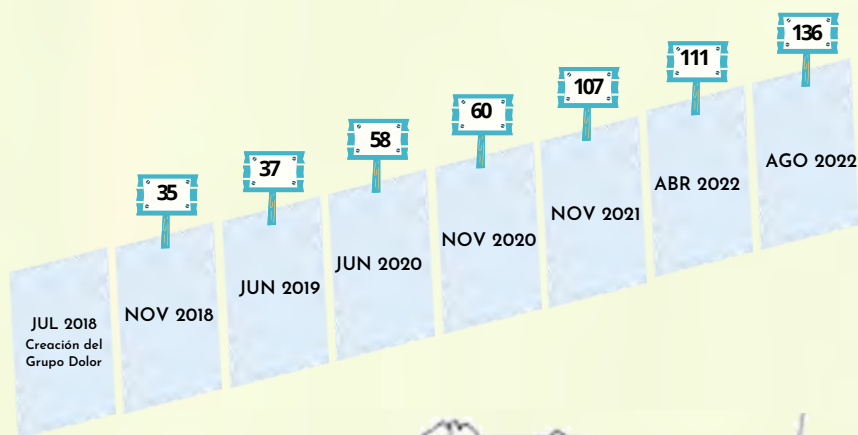 JUL 2018
Creación del
Grupo Dolor
35
NOV 2018
37
JUN 2019
58
JUN 2020
60
NOV 2020
107
NOV 2021
111
ABR 2022
136
AGO 2022